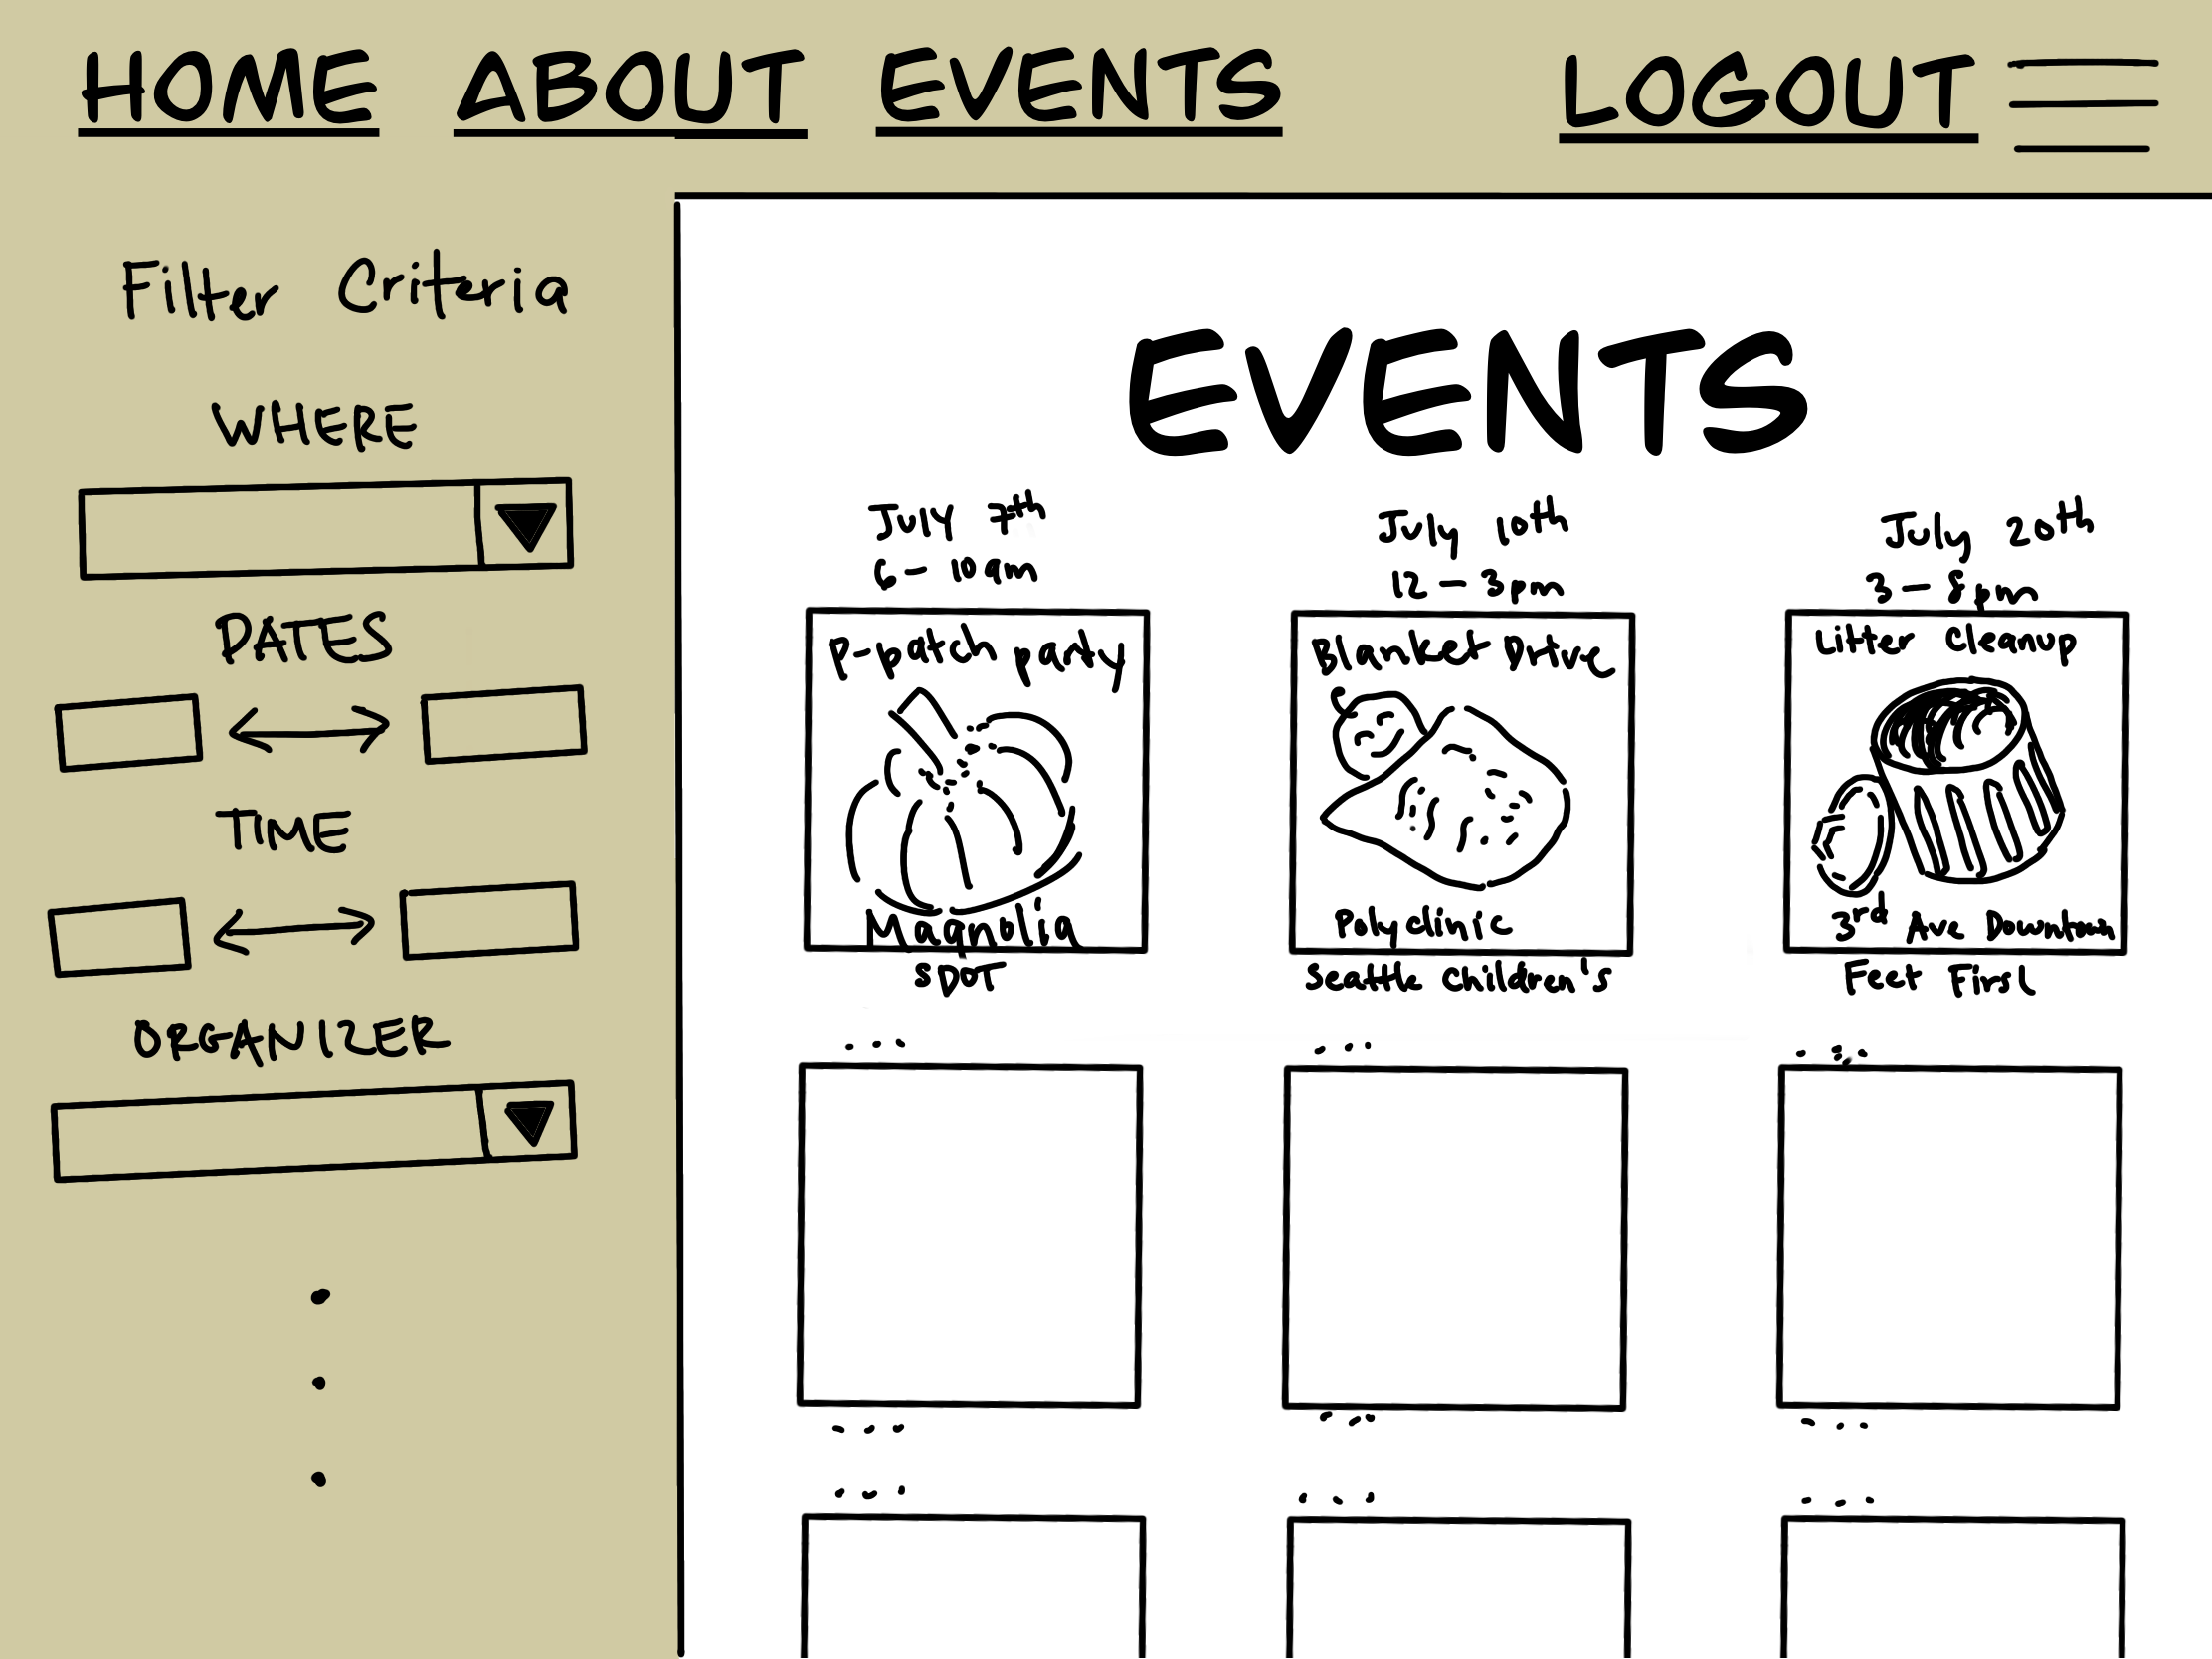 HOME ABOUT EVENTS LOGOUT
Filter Criteria
WHERE
DATES
TIME
ORGANIZER
EVENTS
July 7th
6 - 10am
P-patch party
Magnolia
SDOT
July 10th
12 - 3pm
Blanket Drive
Polyclinic
Seattle Children's
July 20th
3 - 8pm
Litter Cleanup
3rd Ave Downtown
Feet First